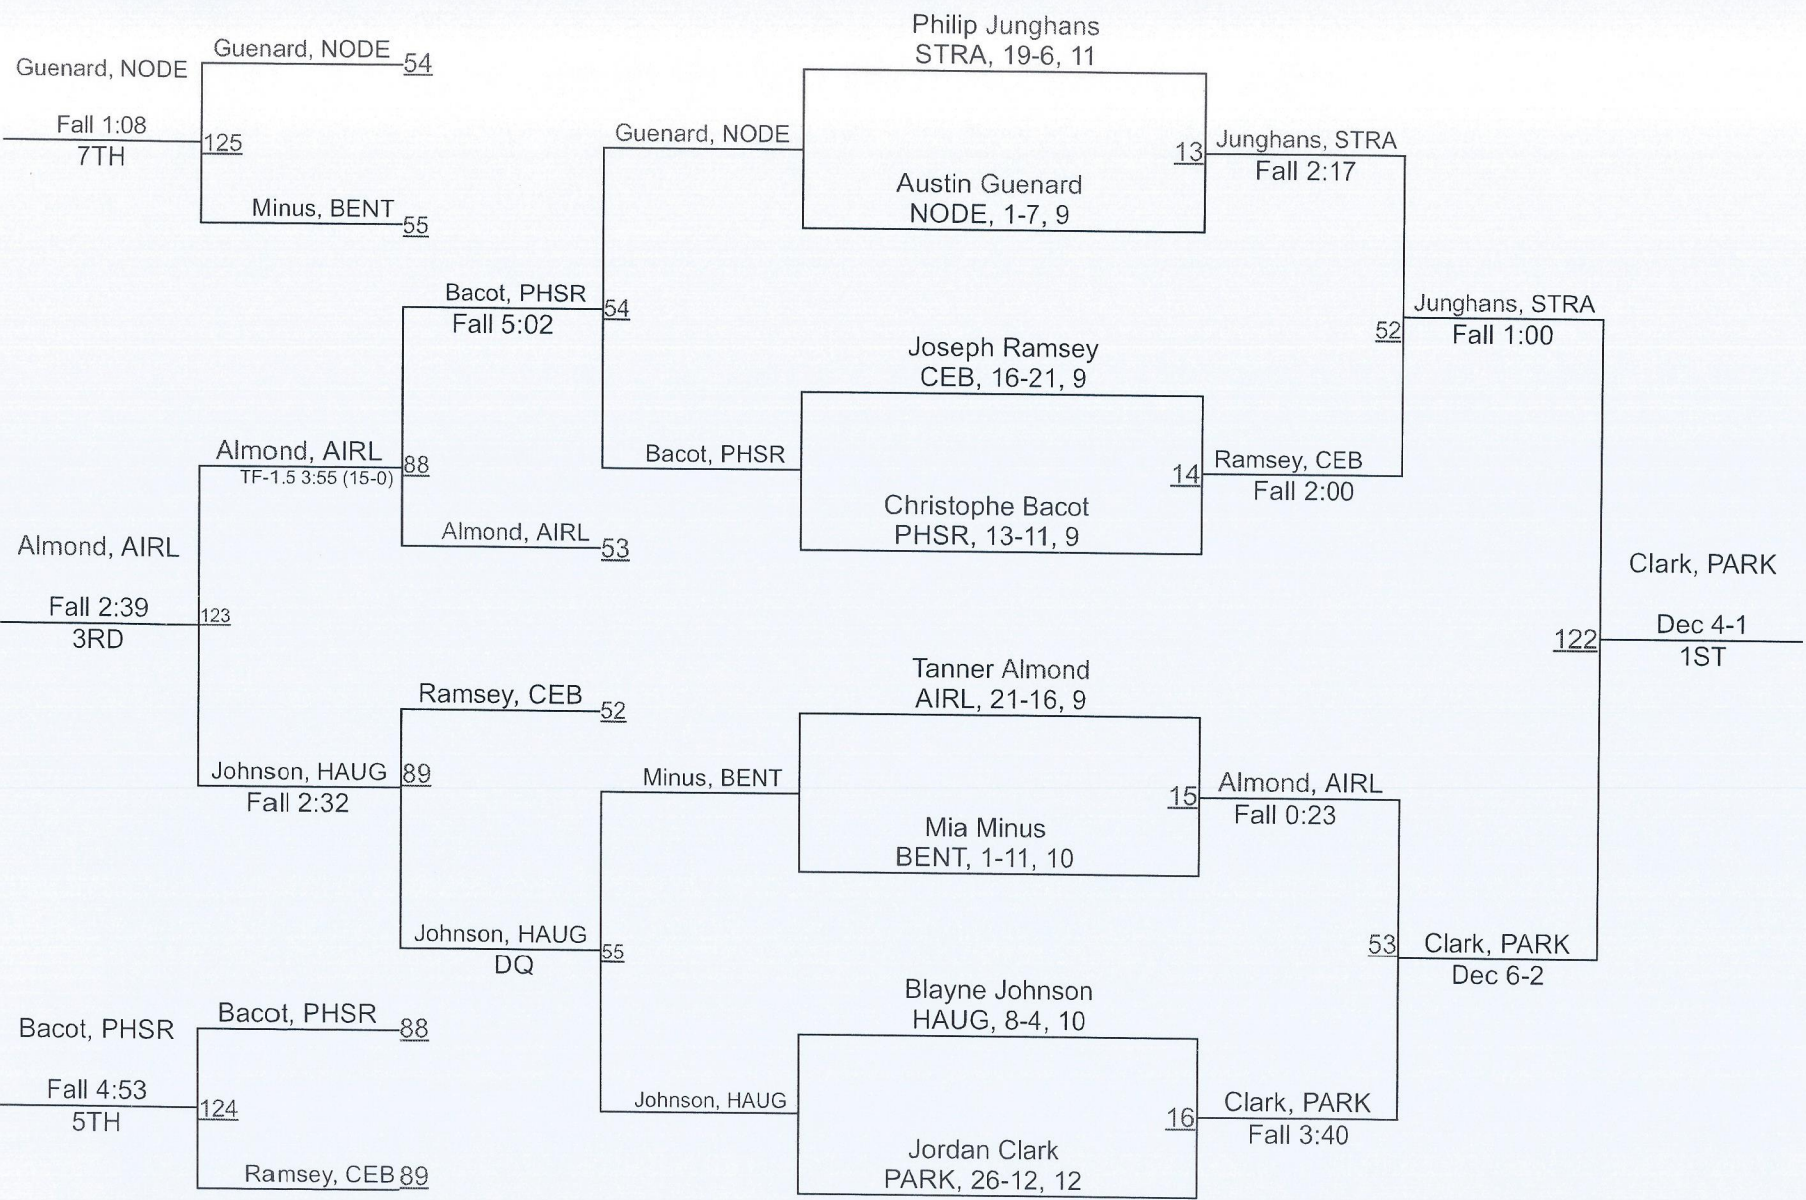 Philip Junghans
STRA, 19-6, 11
Guenard, NODE
54
Guenard, NODE
Fall 1:08
7TH
125
Minus, BENT
55
Guenard, NODE
13
Junghans, STRA
Fall 2:17
Austin Guenard
NODE, 1-7, 9
Bacot, PHSR
Fall 5:02
54
Junghans, STRA
Fall 1:00
52
Joseph Ramsey
CEB, 16-21, 9
Almond, AIRL
TF-1.5 3:55 (15-0)
88
Bacot, PHSR
14
Ramsey, CEB
Fall 2:00
Christophe Bacot
PHSR, 13-11, 9
Almond, AIRL
53
Almond, AIRL
Fall 2:39
3RD
123
Clark, PARK
Dec 4-1
1ST
122
Tanner Almond
AIRL, 21-16, 9
Ramsey, CEB
52
Johnson, HAUG
Fall 2:32
89
Minus, BENT
15
Almond, AIRL
Fall 0:23
Mia Minus
BENT, 1-11, 10
Johnson, HAUG
DQ
55
53
Clark, PARK
Dec 6-2
Blayne Johnson
HAUG, 8-4, 10
Bacot, PHSR
88
Bacot, PHSR
Fall 4:53
5TH
124
Johnson, HAUG
16
Clark, PARK
Fall 3:40
Jordan Clark
PARK, 26-12, 12
Ramsey, CEB
89